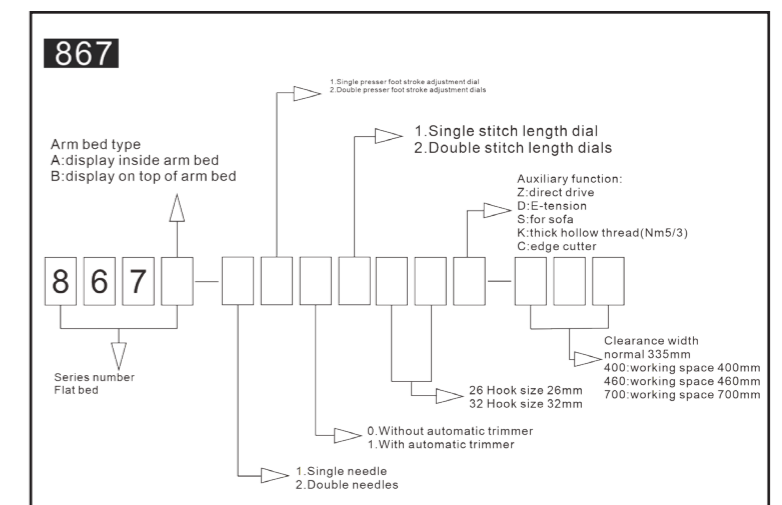 867
1.Single presser foot stroke adjustment dial
2.Double presser foot stroke adjustment dials
1.Single stitch length dial
2.Double stitch length dials
Arm bed type
A:display inside arm bed
B:display on top of arm bed
Auxiliary function:
Z:direct drive
D:E-tension
S:for sofa
K:thick hollow thread(Nm5/3)
C:edge cutter
8 6 7
Series number
Flat bed
Clearance width
normal 335mm
400:working space 400mm
460:working space 460mm
700:working space 700mm
26 Hook size 26mm
32 Hook size 32mm
0.Without automatic trimmer
1.With automatic trimmer
1.Single needle
2.Double needles